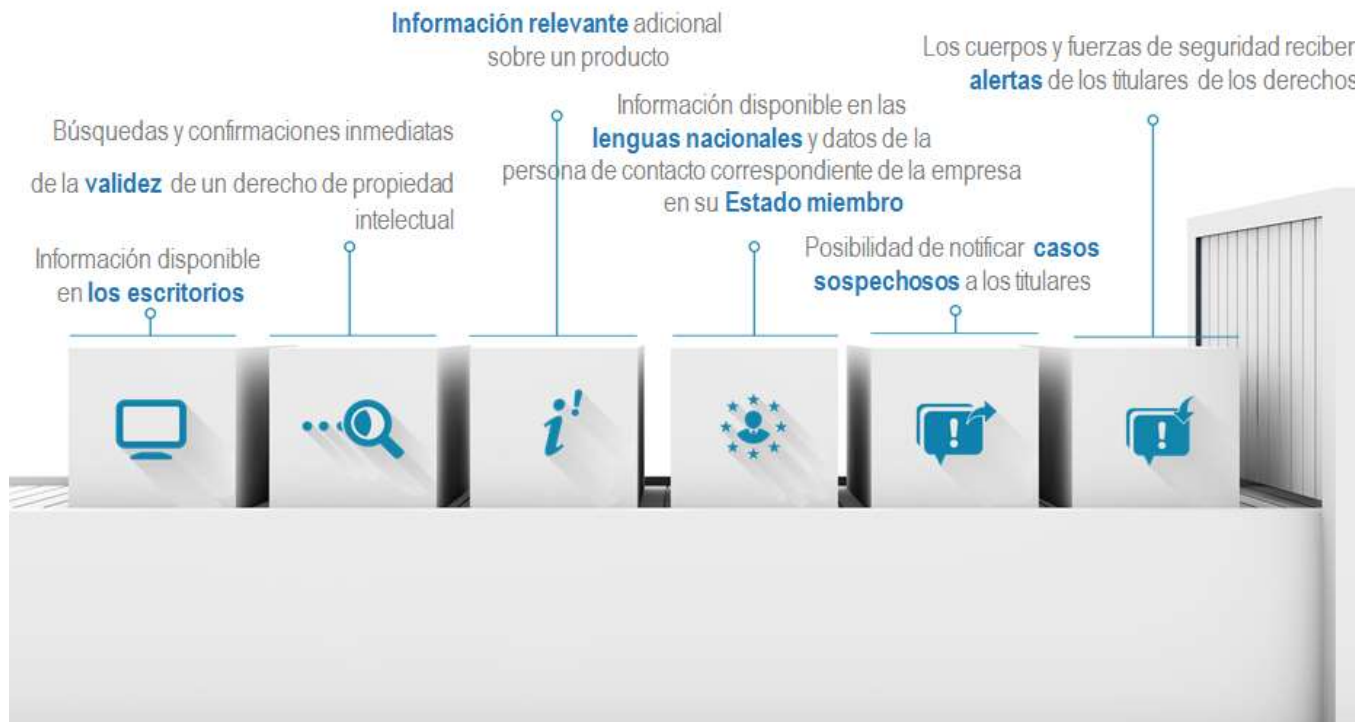 Información relevante adicional
sobre un producto
Los cuerpos y fuerzas de seguridad reciben
alertas de los titulares de los derechos
Información disponible en las
lenguas nacionales y datos de la
persona de contacto correspondiente de la empresa
en su Estado miembro
Búsquedas y confirmaciones inmediatas
de la validez de un derecho de propiedad
intelectual
Posibilidad de notificar casos
sospechosos a los titulares
Información disponible
en los escritorios